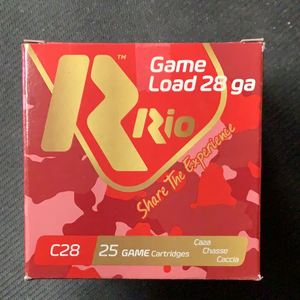 Game
Load 28 ga
™
Rio
Share The Experience
C28
25 GAME Cartridges
Caza
Chasse
Caccia